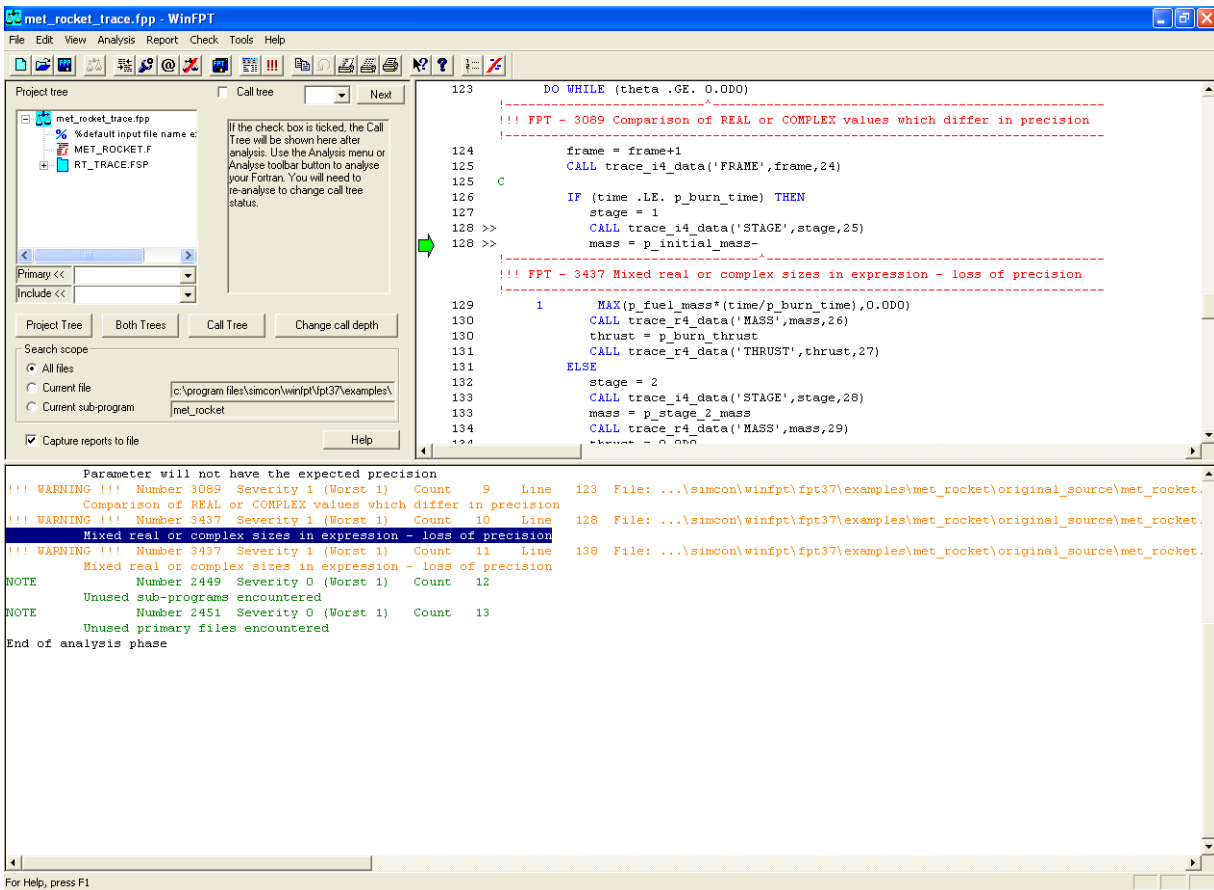 met_rocket_trace.fpp - WinFPT
File Edit View Analysis Report Check Tools Help
Project tree
Call tree
Next
met_rocket_trace.fpp
%default input file name e:
MET_ROCKET.F
RT_TRACE.FSP
If the check box is ticked, the Call
Tree will be shown here after
analysis. Use the Analysis menu or
Analyse toolbar button to analyse
your Fortran. You will need to
re-analyse to change call tree
status.
Primary <<
Include <<
Project Tree
Both Trees
Call Tree
Change call depth
Search scope
All files
Current file
c:\program files\simcon\winfpt\fpt37\examples\
Current sub-program
met_rocket
Capture reports to file
Help
123 DO WHILE (theta .GE. 0.0D0)
!---------------------------^----------------------------------------------------
!!! FPT - 3089 Comparison of REAL or COMPLEX values which differ in precision
!--------------------------------------------------------------------------------
124 frame = frame+1
125 CALL trace_i4_data('FRAME',frame,24)
125 C
126 IF (time .LE. p_burn_time) THEN
127 stage = 1
128 >> CALL trace_i4_data('STAGE',stage,25)
128 >> mass = p_initial_mass-
!----------------------------------^---------------------------------------------
!!! FPT - 3437 Mixed real or complex sizes in expression - loss of precision
!--------------------------------------------------------------------------------
129 1 MAX(p_fuel_mass*(time/p_burn_time),0.0D0)
130 CALL trace_r4_data('MASS',mass,26)
130 thrust = p_burn_thrust
131 CALL trace_r4_data('THRUST',thrust,27)
131 ELSE
132 stage = 2
133 CALL trace_i4_data('STAGE',stage,28)
133 mass = p_stage_2_mass
134 CALL trace_r4_data('MASS',mass,29)
134 thrust = 0.0D0
Parameter will not have the expected precision
!!! WARNING !!! Number 3089 Severity 1 (Worst 1) Count 9 Line 123 File: ...\simcon\winfpt\fpt37\examples\met_rocket\original_source\met_rocket.
Comparison of REAL or COMPLEX values which differ in precision
!!! WARNING !!! Number 3437 Severity 1 (Worst 1) Count 10 Line 128 File: ...\simcon\winfpt\fpt37\examples\met_rocket\original_source\met_rocket.
Mixed real or complex sizes in expression - loss of precision
!!! WARNING !!! Number 3437 Severity 1 (Worst 1) Count 11 Line 138 File: ...\simcon\winfpt\fpt37\examples\met_rocket\original_source\met_rocket.
Mixed real or complex sizes in expression - loss of precision
NOTE Number 2449 Severity 0 (Worst 1) Count 12
Unused sub-programs encountered
NOTE Number 2451 Severity 0 (Worst 1) Count 13
Unused primary files encountered
End of analysis phase
For Help, press F1